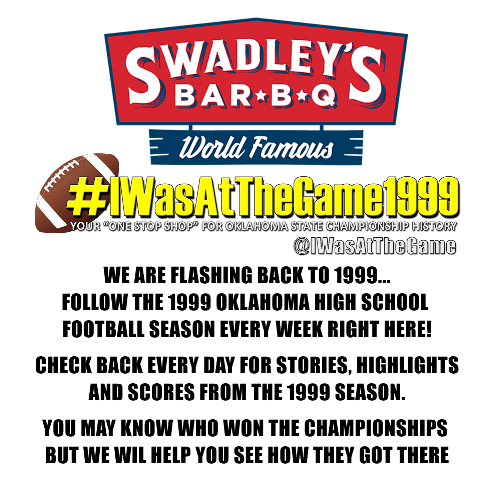 SWADLEY'S
BAR★B★Q
World Famous
#IWasAtTheGame1999
YOUR "ONE STOP SHOP" FOR OKLAHOMA STATE CHAMPIONSHIP HISTORY
@IWasAtTheGame
WE ARE FLASHING BACK TO 1999...
FOLLOW THE 1999 OKLAHOMA HIGH SCHOOL
FOOTBALL SEASON EVERY WEEK RIGHT HERE!
CHECK BACK EVERY DAY FOR STORIES, HIGHLIGHTS
AND SCORES FROM THE 1999 SEASON.
YOU MAY KNOW WHO WON THE CHAMPIONSHIPS
BUT WE WIL HELP YOU SEE HOW THEY GOT THERE